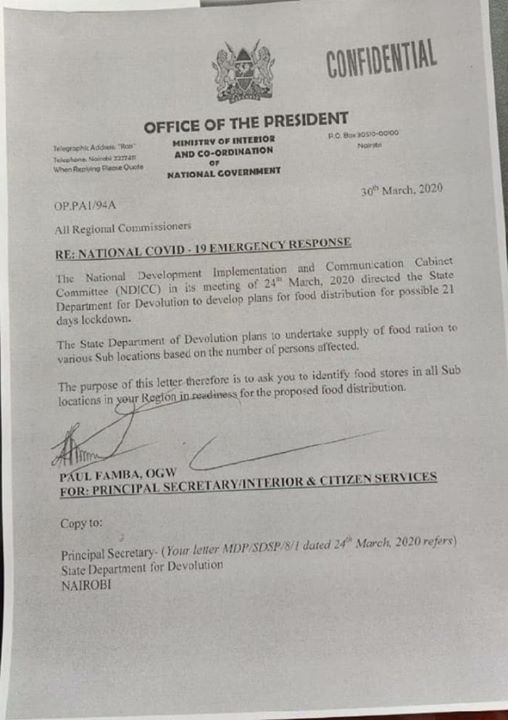 CONFIDENTIAL
OFFICE OF THE PRESIDENT
MINISTRY OF INTERIOR
AND CO-ORDINATION
OF
NATIONAL GOVERNMENT
Telegraphic Address: "Rais"
Telephone. Nairobi 2227411
When Replying Please Quote
P.O. Box 30510-00100
Nairobi
30th March, 2020
OP.PA1/94A
All Regional Commissioners
RE: NATIONAL COVID - 19 EMERGENCY RESPONSE
The National Development Implementation and Communication Cabinet
Committee (NDICC) in its meeting of 24th March, 2020 directed the State
Department for Devolution to develop plans for food distribution for possible 21
days lockdown.
The State Department of Devolution plans to undertake supply of food ration to
various Sub locations based on the number of persons affected.
The purpose of this letter therefore is to ask you to identify food stores in all Sub
locations in your Region in readiness for the proposed food distribution.
PAUL FAMBA, OGW
FOR: PRINCIPAL SECRETARY/INTERIOR & CITIZEN SERVICES
Copy to:
Principal Secretary- (Your letter MDP/SDSP/8/1 dated 24th March, 2020 refers)
State Department for Devolution
NAIROBI